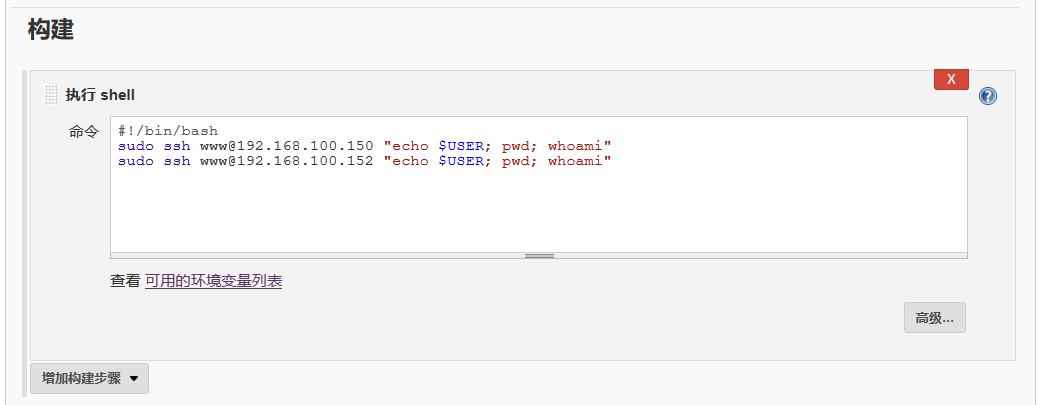 构建
X
执行 shell
命令
#!/bin/bash
sudo ssh www@192.168.100.150 "echo $USER; pwd; whoami"
sudo ssh www@192.168.100.152 "echo $USER; pwd; whoami"
查看 可用的环境变量列表
高级...
增加构建步骤